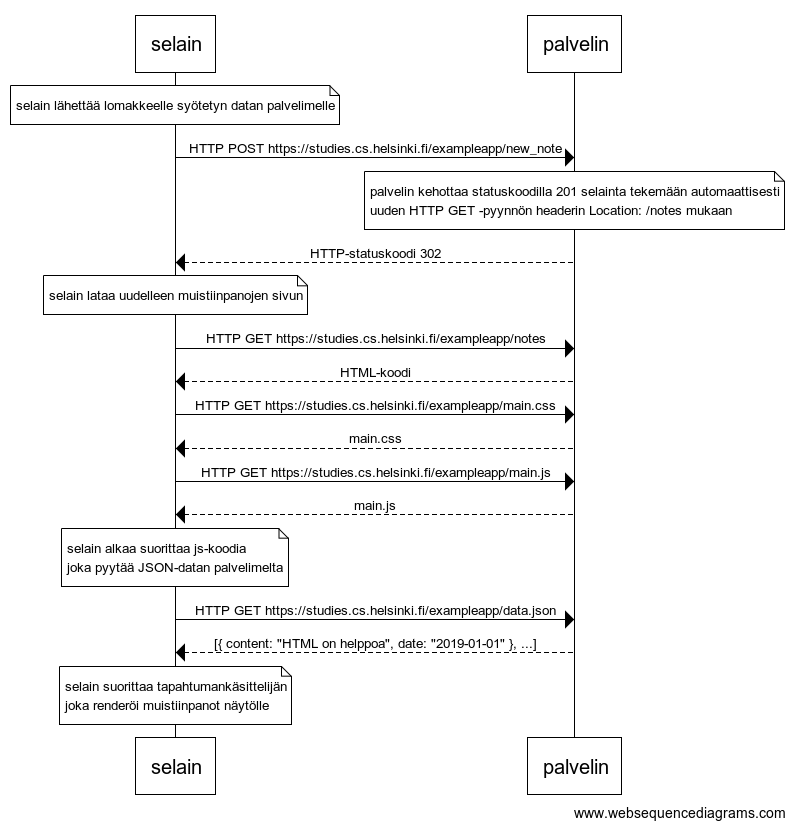 selain
palvelin
selain lähettää lomakkeelle syötetyn datan palvelimelle
HTTP POST https://studies.cs.helsinki.fi/exampleapp/new_note
palvelin kehottaa statuskoodilla 201 selainta tekemään automaattisesti
uuden HTTP GET -pyynnön headerin Location: /notes mukaan
HTTP-statuskoodi 302
selain lataa uudelleen muistiinpanojen sivun
HTTP GET https://studies.cs.helsinki.fi/exampleapp/notes
HTML-koodi
HTTP GET https://studies.cs.helsinki.fi/exampleapp/main.css
main.css
HTTP GET https://studies.cs.helsinki.fi/exampleapp/main.js
main.js
selain alkaa suorittaa js-koodia
joka pyytää JSON-datan palvelimelta
HTTP GET https://studies.cs.helsinki.fi/exampleapp/data.json
[{ content: "HTML on helppoa", date: "2019-01-01" }, ...]
selain suorittaa tapahtumankäsittelijän
joka renderöi muistiinpanot näytölle
selain
palvelin
www.websequencediagrams.com